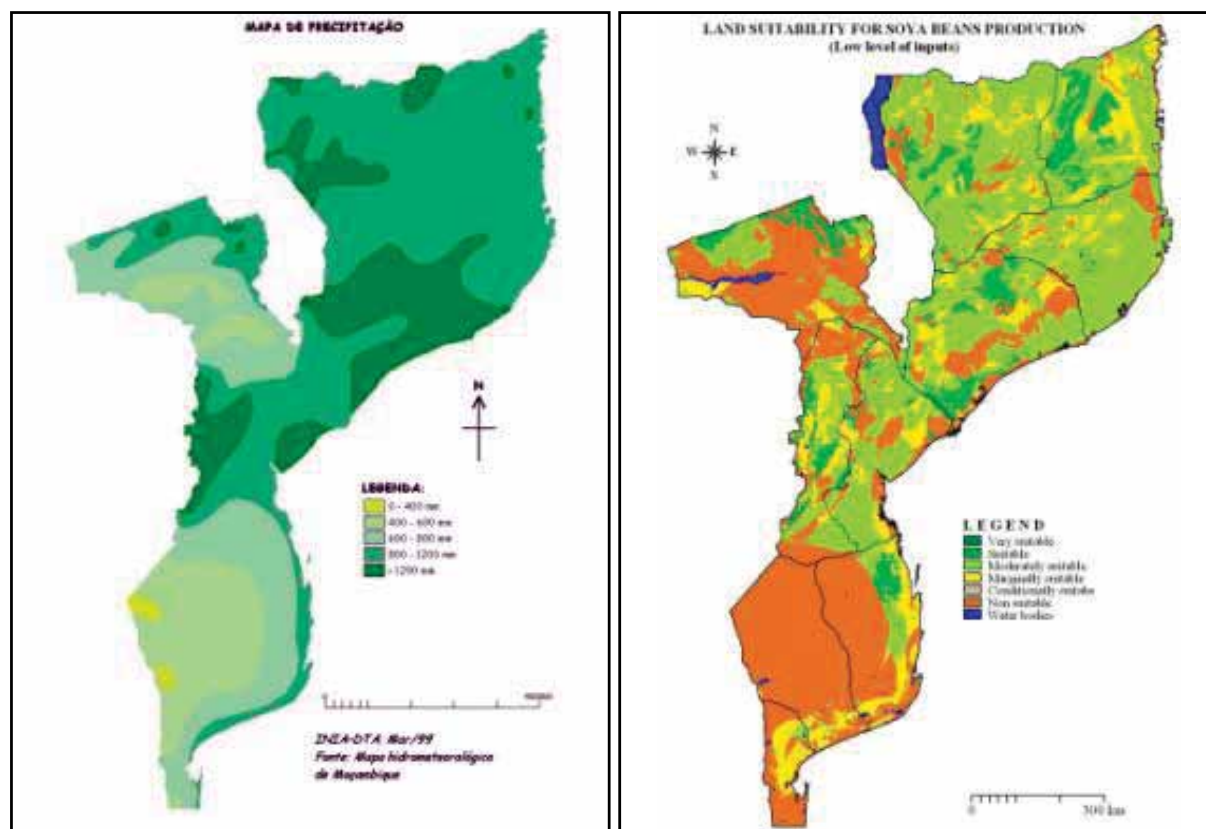 MAPA DE PRECIPITAÇÃO
N
LEGENDA:
0 - 400 mm
400 - 600 mm
600 - 800 mm
800 - 1200 mm
>1200 mm
0
INIA-DTA, Mar/99
Fonte: Mapa hidrometeorológico
de Moçambique
LAND SUITABILITY FOR SOYA BEANS PRODUCTION
(Low level of inputs)
N
W E
S
LEGEND
Very suitable
Suitable
Moderately suitable
Marginally suitable
Conditionally suitable
Non suitable
Water bodies
0 300 km